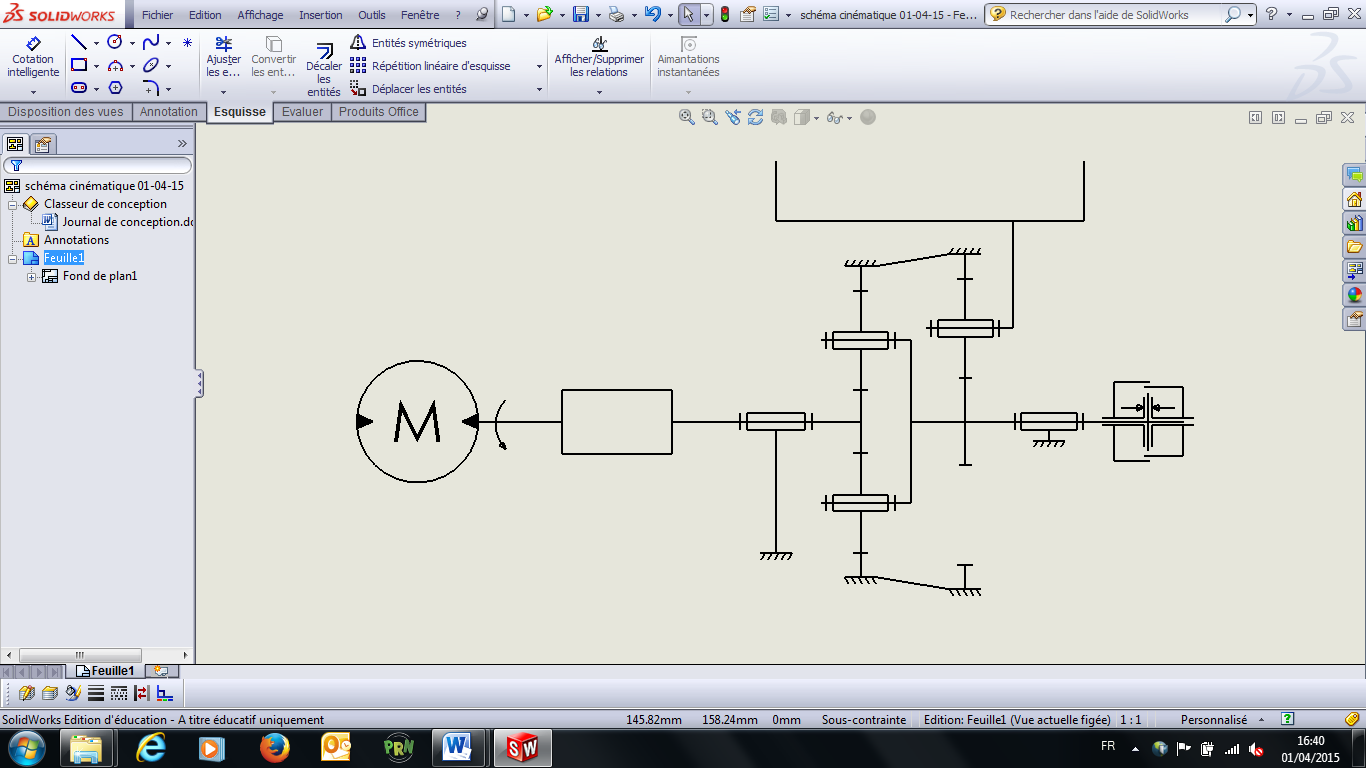 SOLIDWORKS Fichier Edition Affichage Insertion Outils Fenêtre ? schéma cinématique 01-04-15 - Fe... Rechercher dans l'aide de SolidWorks ?
Cotation intelligente
Ajuster les e...
Convertir les ent...
Décaler les entités
Entités symétriques
Répétition linéaire d'esquisse
Déplacer les entités
Afficher/Supprimer les relations
Aimantations instantanées
Disposition des vues Annotation Esquisse Evaluer Produits Office
schéma cinématique 01-04-15
Classeur de conception
Journal de conception.do
Annotations
Feuille1
Fond de plan1
M
Feuille1
SolidWorks Edition d'éducation - A titre éducatif uniquement 145.82mm 158.24mm 0mm Sous-contrainte Edition: Feuille1 (Vue actuelle figée) 1 : 1 Personnalisé ?
PRN W SW FR 16:40
01/04/2015